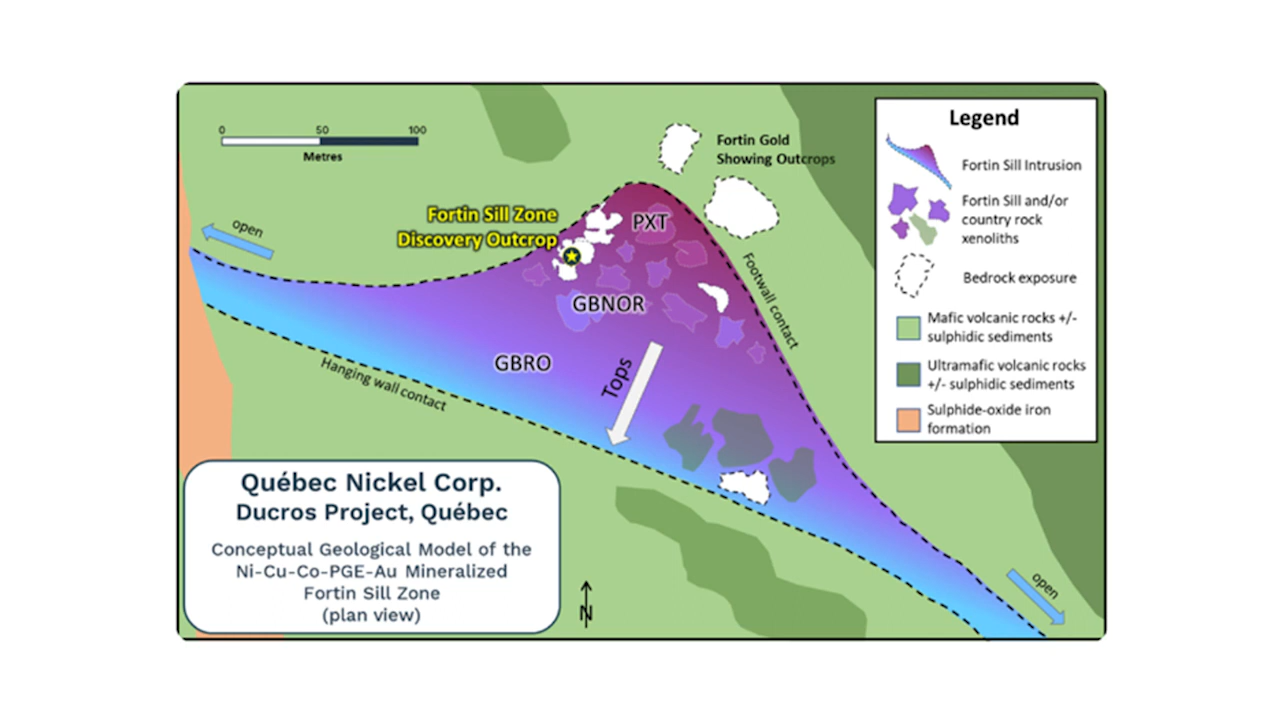 0 50 100
Metres
Fortin Gold
Showing Outcrops
Fortin Sill Zone
Discovery Outcrop
open
PXT
GBNOR
GBRO
Tops
Footwall contact
Hanging wall contact
open
N
Legend
Fortin Sill Intrusion
Fortin Sill and/or
country rock
xenoliths
Bedrock exposure
Mafic volcanic rocks +/-
sulphidic sediments
Ultramafic volcanic rocks
+/- sulphidic sediments
Sulphide-oxide iron
formation
Québec Nickel Corp.
Ducros Project, Québec
Conceptual Geological Model of the
Ni-Cu-Co-PGE-Au Mineralized
Fortin Sill Zone
(plan view)